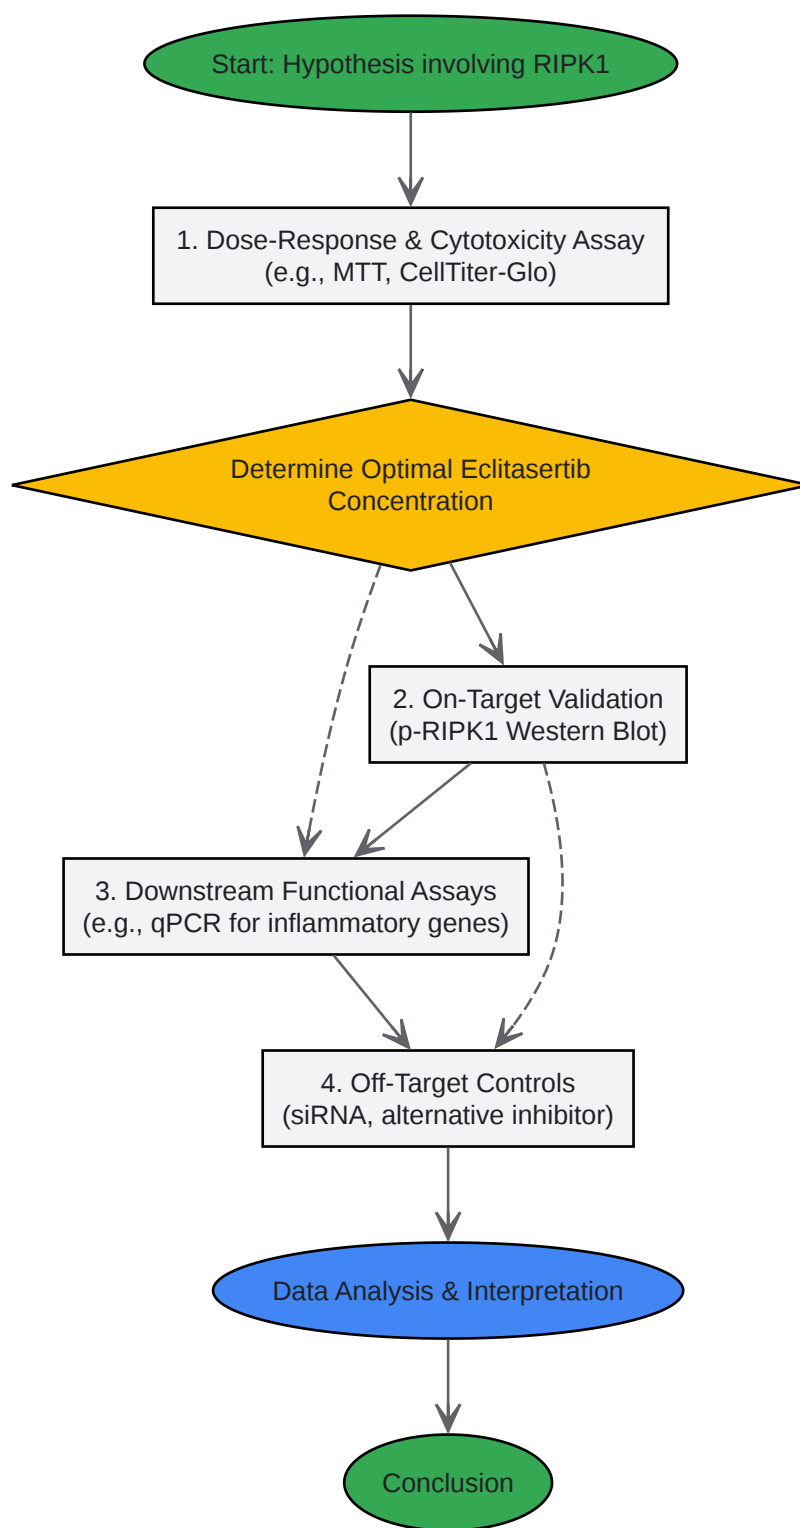 Start: Hypothesis involving RIPK1
1. Dose-Response & Cytotoxicity Assay
(e.g., MTT, CellTiter-Glo)
Determine Optimal Eclitasertib
Concentration
2. On-Target Validation
(p-RIPK1 Western Blot)
3. Downstream Functional Assays
(e.g., qPCR for inflammatory genes)
4. Off-Target Controls
(siRNA, alternative inhibitor)
Data Analysis & Interpretation
Conclusion